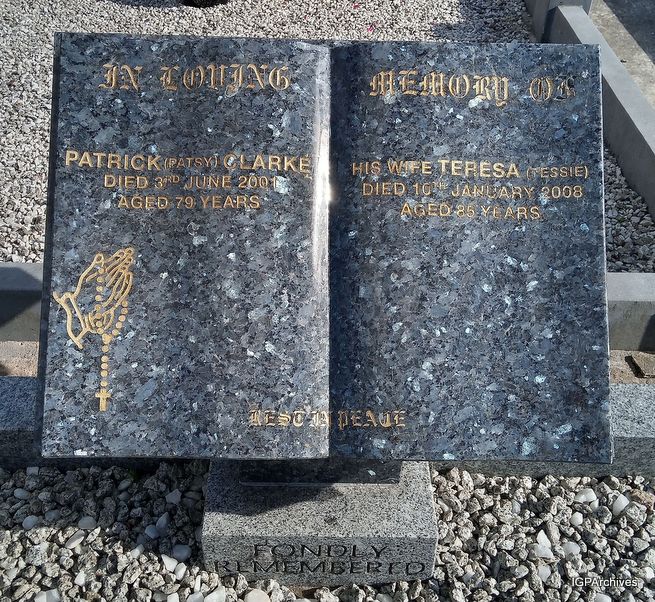 IN LOVING MEMORY OF
PATRICK (PATSY) CLARKE
DIED 3RD JUNE 2001
AGED 79 YEARS
HIS WIFE TERESA (TESSIE)
DIED 10TH JANUARY 2008
AGED 85 YEARS
REST IN PEACE
FONDLY
REMEMBERED
IGPArchives